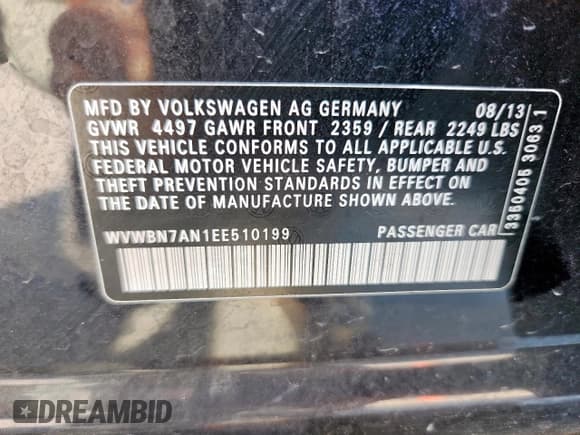 MFD BY VOLKSWAGEN AG GERMANY 08/13
GVWR 4497 GAWR FRONT 2359 / REAR 2249 LBS
THIS VEHICLE CONFORMS TO ALL APPLICABLE U.S.
FEDERAL MOTOR VEHICLE SAFETY, BUMPER AND
THEFT PREVENTION STANDARDS IN EFFECT ON
THE DATE OF MANUFACTURE SHOWN ABOVE.
WVWBN7AN1EE510199 PASSENGER CAR
3360406 3063 1
DREAMBID